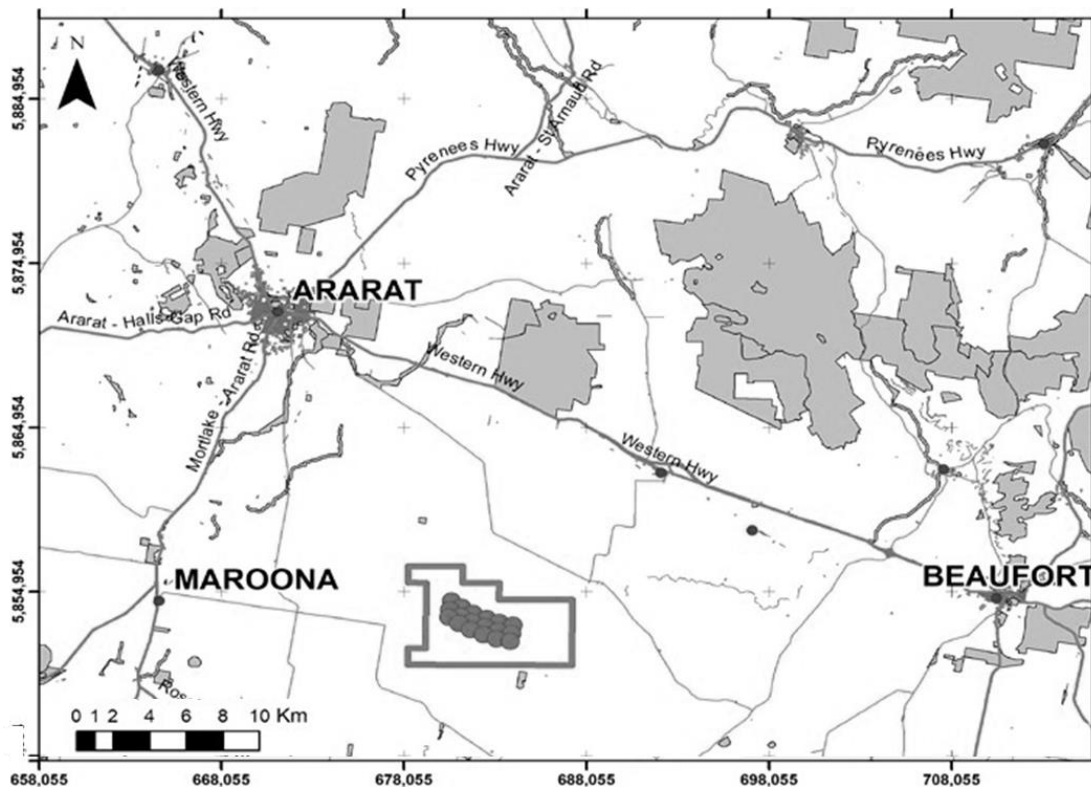 N
Western Hwy
Pyrenees Hwy
Ararat - St Arnaud Rd
Pyrenees Hwy
ARARAT
Ararat - Halls Gap Rd
Mortlake - Ararat Rd
Western Hwy
Western Hwy
MAROONA
BEAUFORT
Ros
0 1 2 4 6 8 10 Km
5,884,954
5,874,954
5,864,954
5,854,954
658,055
668,055
678,055
688,055
698,055
708,055